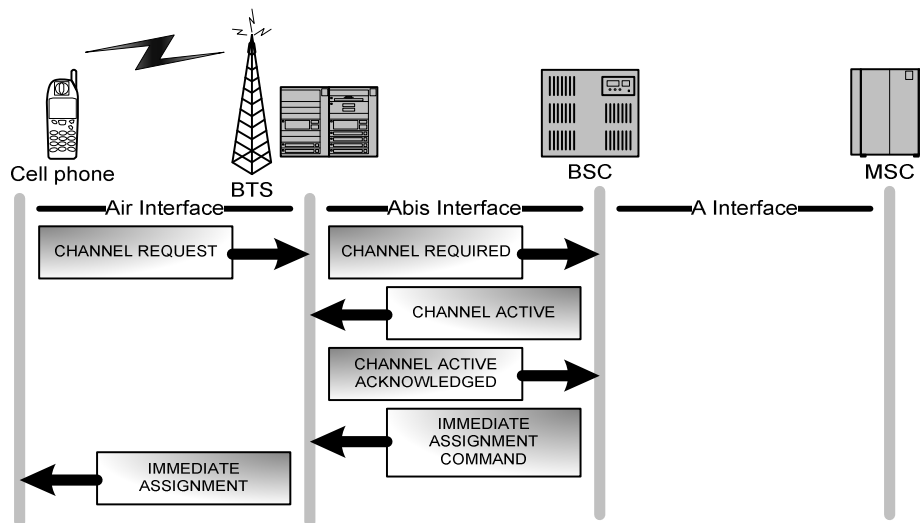 Cell phone
BTS
BSC
MSC
Air Interface
Abis Interface
A Interface
CHANNEL REQUEST
CHANNEL REQUIRED
CHANNEL ACTIVE
CHANNEL ACTIVE
ACKNOWLEDGED
IMMEDIATE
ASSIGNMENT
COMMAND
IMMEDIATE
ASSIGNMENT